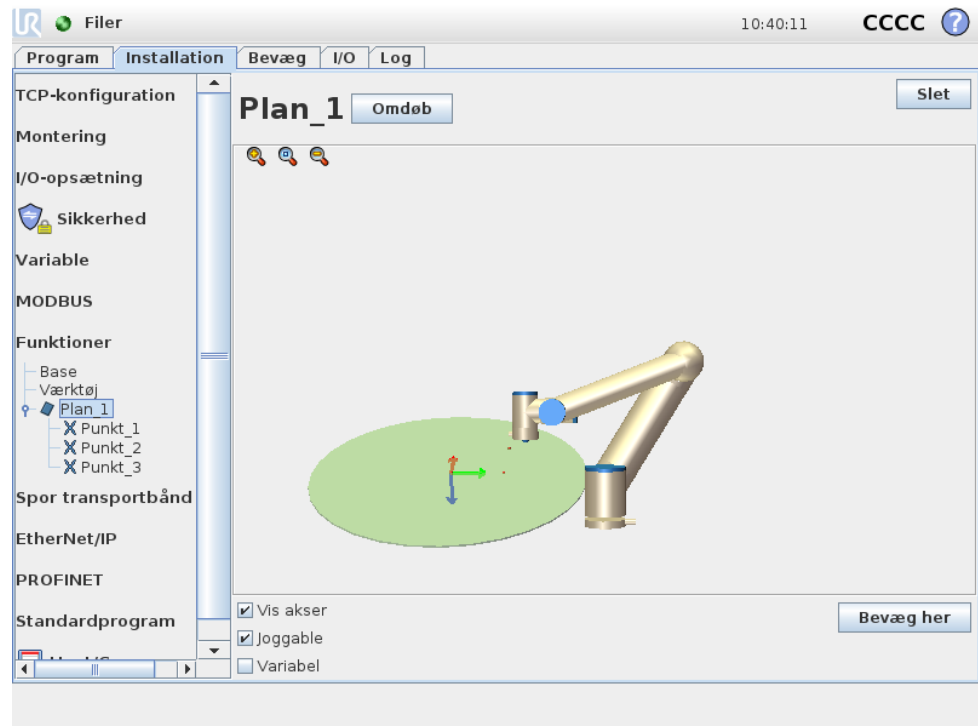 UR Filer 10:40:11 CCCC ?
Program Installation Bevæg I/O Log
TCP-konfiguration
Montering
I/O-opsætning
Sikkerhed
Variable
MODBUS
Funktioner
Base
Værktøj
Plan_1
Punkt_1
Punkt_2
Punkt_3
Spor transportbånd
EtherNet/IP
PROFINET
Standardprogram
Plan_1 Omdøb Slet
Vis akser
Joggable
Variabel
Bevæg her